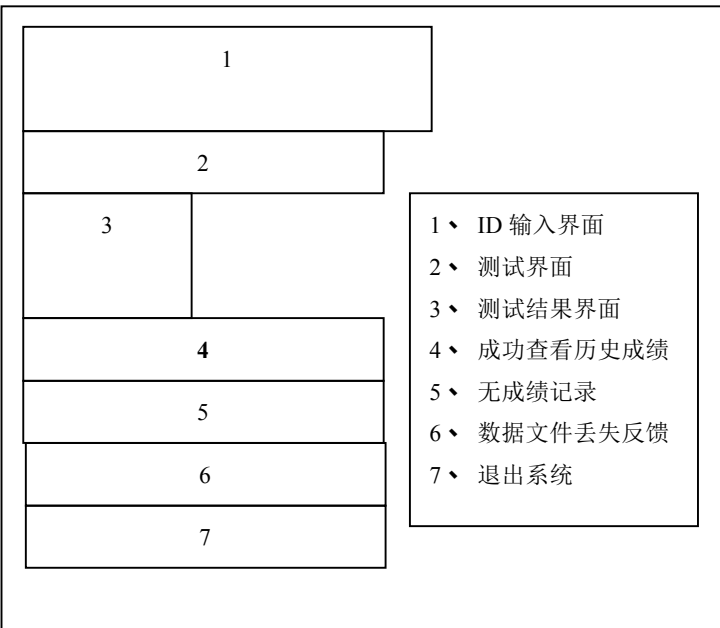 1
2
3
4
5
6
7
1、 ID 输入界面
2、 测试界面
3、 测试结果界面
4、 成功查看历史成绩
5、 无成绩记录
6、 数据文件丢失反馈
7、 退出系统